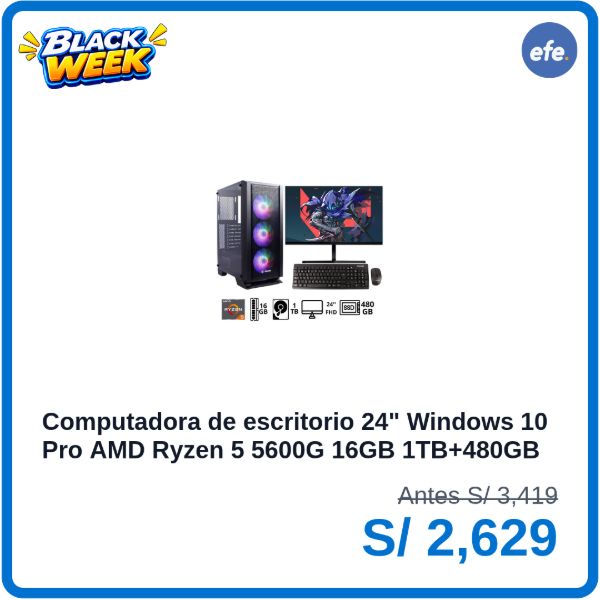 BLACK
WEEK
efe.
RYZEN
5
16
GB
1
TB
24"
FHD
SSD
480
GB
Computadora de escritorio 24" Windows 10
Pro AMD Ryzen 5 5600G 16GB 1TB+480GB
Antes S/ 3,419
S/ 2,629